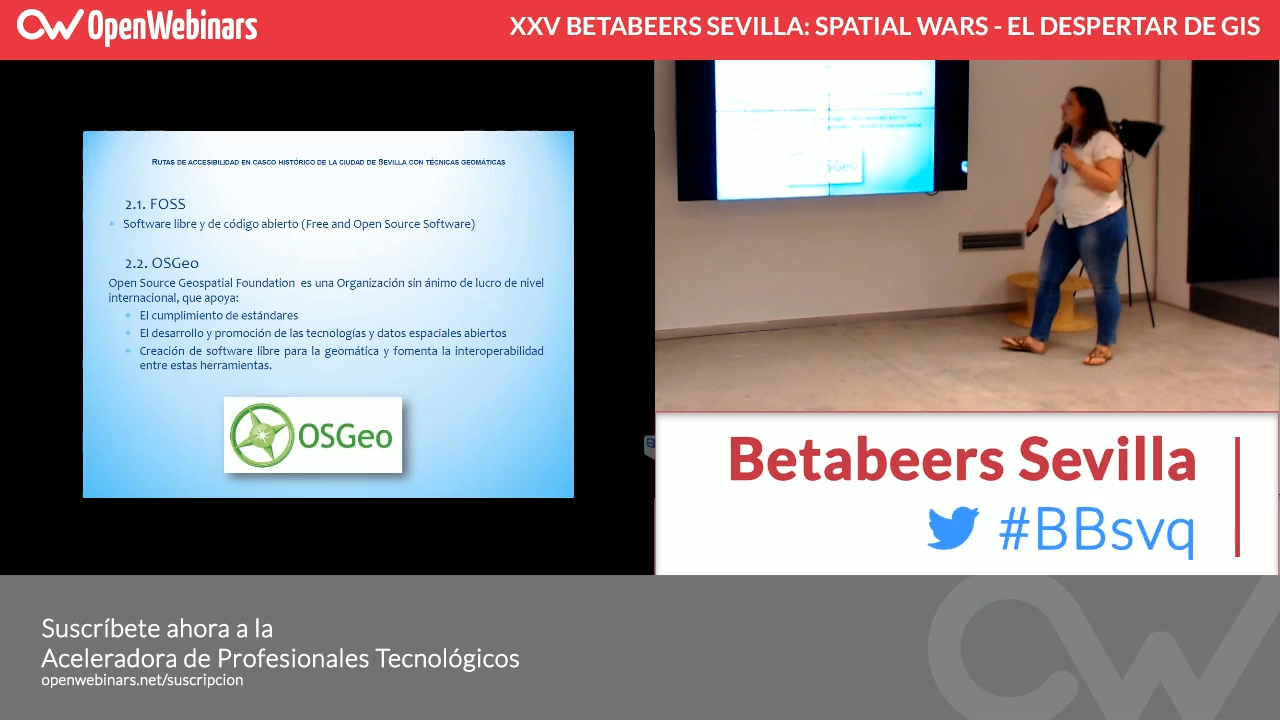 OpenWebinars
XXV BETABEERS SEVILLA: SPATIAL WARS - EL DESPERTAR DE GIS
RUTAS DE ACCESIBILIDAD EN CASCO HISTÓRICO DE LA CIUDAD DE SEVILLA CON TÉCNICAS GEOMÁTICAS
2.1. FOSS
Software libre y de código abierto (Free and Open Source Software)
2.2. OSGeo
Open Source Geospatial Foundation es una Organización sin ánimo de lucro de nivel
internacional, que apoya:
El cumplimiento de estándares
El desarrollo y promoción de las tecnologías y datos espaciales abiertos
Creación de software libre para la geomática y fomenta la interoperabilidad
entre estas herramientas.
OSGeo
OSGeo
Betabeers Sevilla
#BBsvq
Suscríbete ahora a la
Aceleradora de Profesionales Tecnológicos
openwebinars.net/suscripcion